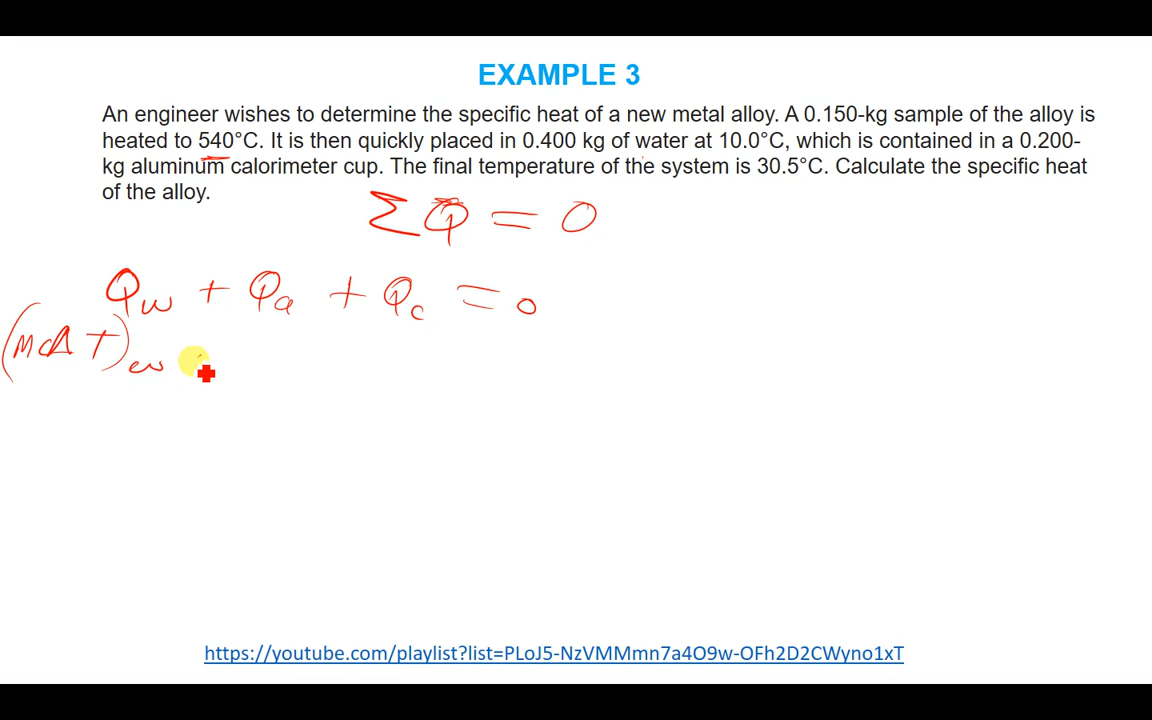 EXAMPLE 3
An engineer wishes to determine the specific heat of a new metal alloy. A 0.150-kg sample of the alloy is
heated to 540°C. It is then quickly placed in 0.400 kg of water at 10.0°C, which is contained in a 0.200-
kg aluminum calorimeter cup. The final temperature of the system is 30.5°C. Calculate the specific heat
of the alloy.
ΣQ = 0
Qw + Qa + Qc = 0
(mcΔT)w
https://youtube.com/playlist?list=PLoJ5-NzVMMmn7a4O9w-OFh2D2CWyno1xT